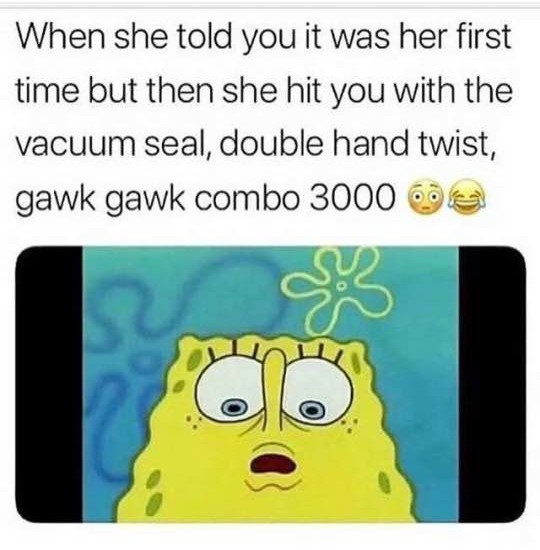 When she told you it was her first
time but then she hit you with the
vacuum seal, double hand twist,
gawk gawk combo 3000 😳😂